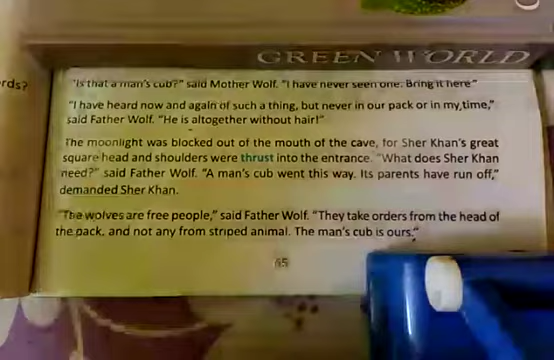 rds?
GREEN WORLD
"Is that a man's cub?" said Mother Wolf. "I have never seen one. Bring it here."
"I have heard now and again of such a thing, but never in our pack or in my time,"
said Father Wolf. "He is altogether without hair!"
The moonlight was blocked out of the mouth of the cave, for Sher Khan's great
square head and shoulders were thrust into the entrance. "What does Sher Khan
need?" said Father Wolf. "A man's cub went this way. Its parents have run off,"
demanded Sher Khan.
"The wolves are free people," said Father Wolf. "They take orders from the head of
the pack, and not any from striped animal. The man's cub is ours."
65